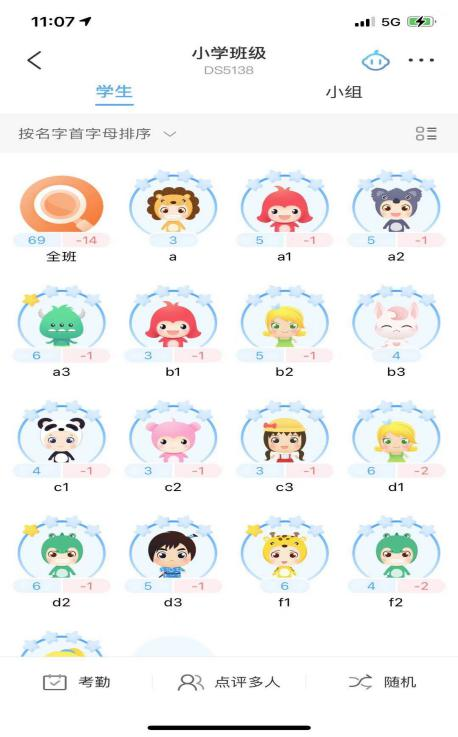 11:07 5G
小学班级
DS5138
学生 小组
按名字首字母排序
69 -14 3 5 -1 5 -1
全班 a a1 a2
6 -1 3 -1 5 -1 4
a3 b1 b2 b3
4 -1 3 -1 3 -1 6 -2
c1 c2 c3 d1
6 -1 5 -1 6 4 -2
d2 d3 f1 f2
考勤 点评多人 随机